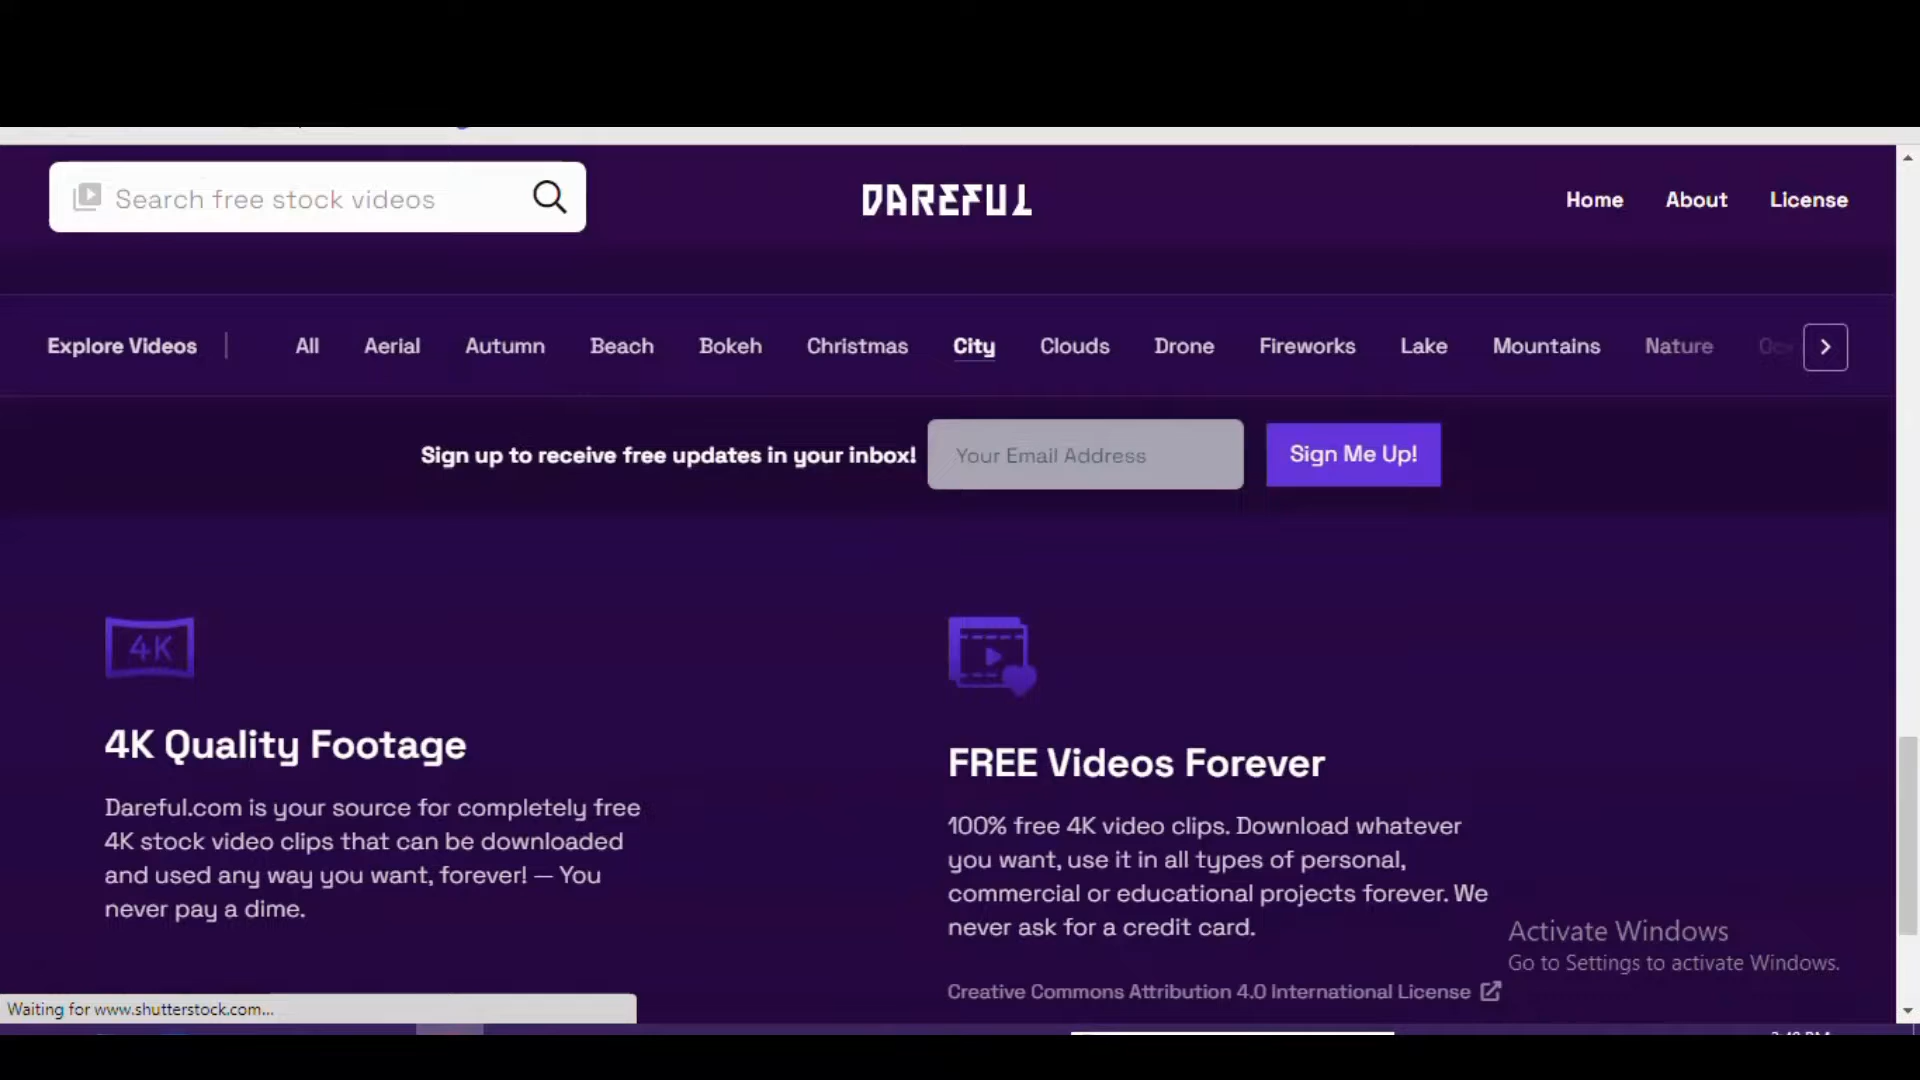 Search free stock videos
DAREFUL
Home About License
Explore Videos All Aerial Autumn Beach Bokeh Christmas City Clouds Drone Fireworks Lake Mountains Nature
Sign up to receive free updates in your inbox! Your Email Address Sign Me Up!
4K
4K Quality Footage
Dareful.com is your source for completely free
4K stock video clips that can be downloaded
and used any way you want, forever! — You
never pay a dime.
FREE Videos Forever
100% free 4K video clips. Download whatever
you want, use it in all types of personal,
commercial or educational projects forever. We
never ask for a credit card.
Creative Commons Attribution 4.0 International License
Activate Windows
Go to Settings to activate Windows.
Waiting for www.shutterstock.com...